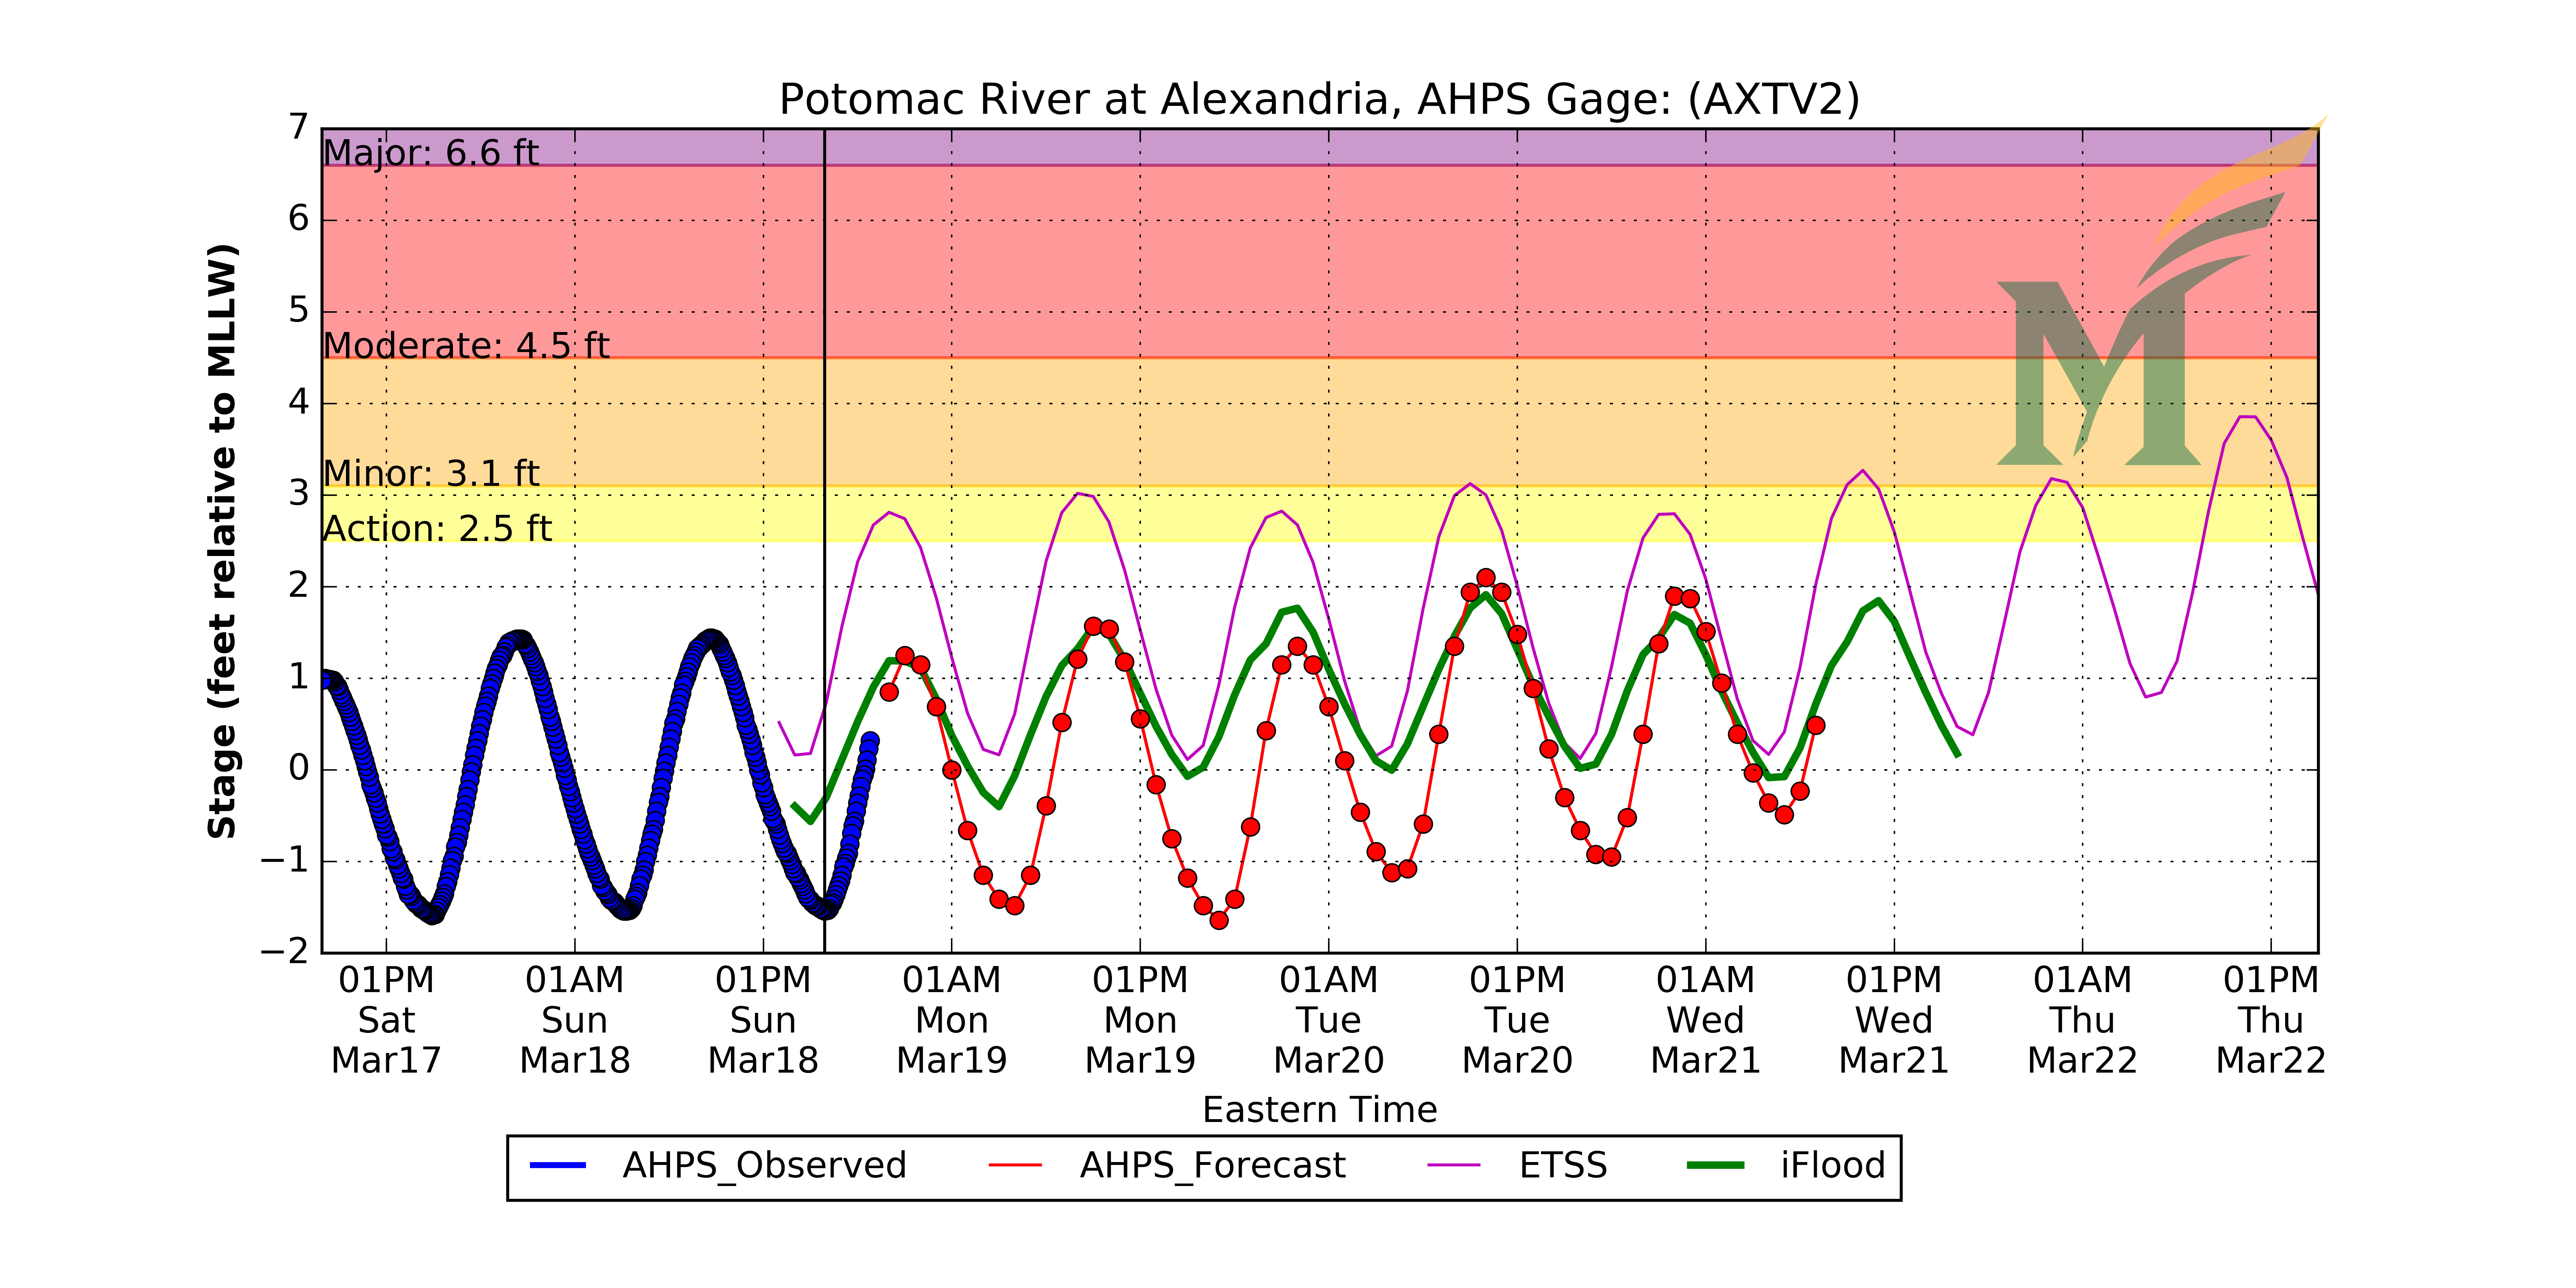 Potomac River at Alexandria, AHPS Gage: (AXTV2)
Stage (feet relative to MLLW)
7
6
5
4
3
2
1
0
−1
−2
Major: 6.6 ft
Moderate: 4.5 ft
Minor: 3.1 ft
Action: 2.5 ft
M
01PM Sat Mar17
01AM Sun Mar18
01PM Sun Mar18
01AM Mon Mar19
01PM Mon Mar19
01AM Tue Mar20
01PM Tue Mar20
01AM Wed Mar21
01PM Wed Mar21
01AM Thu Mar22
01PM Thu Mar22
Eastern Time
AHPS_Observed
AHPS_Forecast
ETSS
iFlood